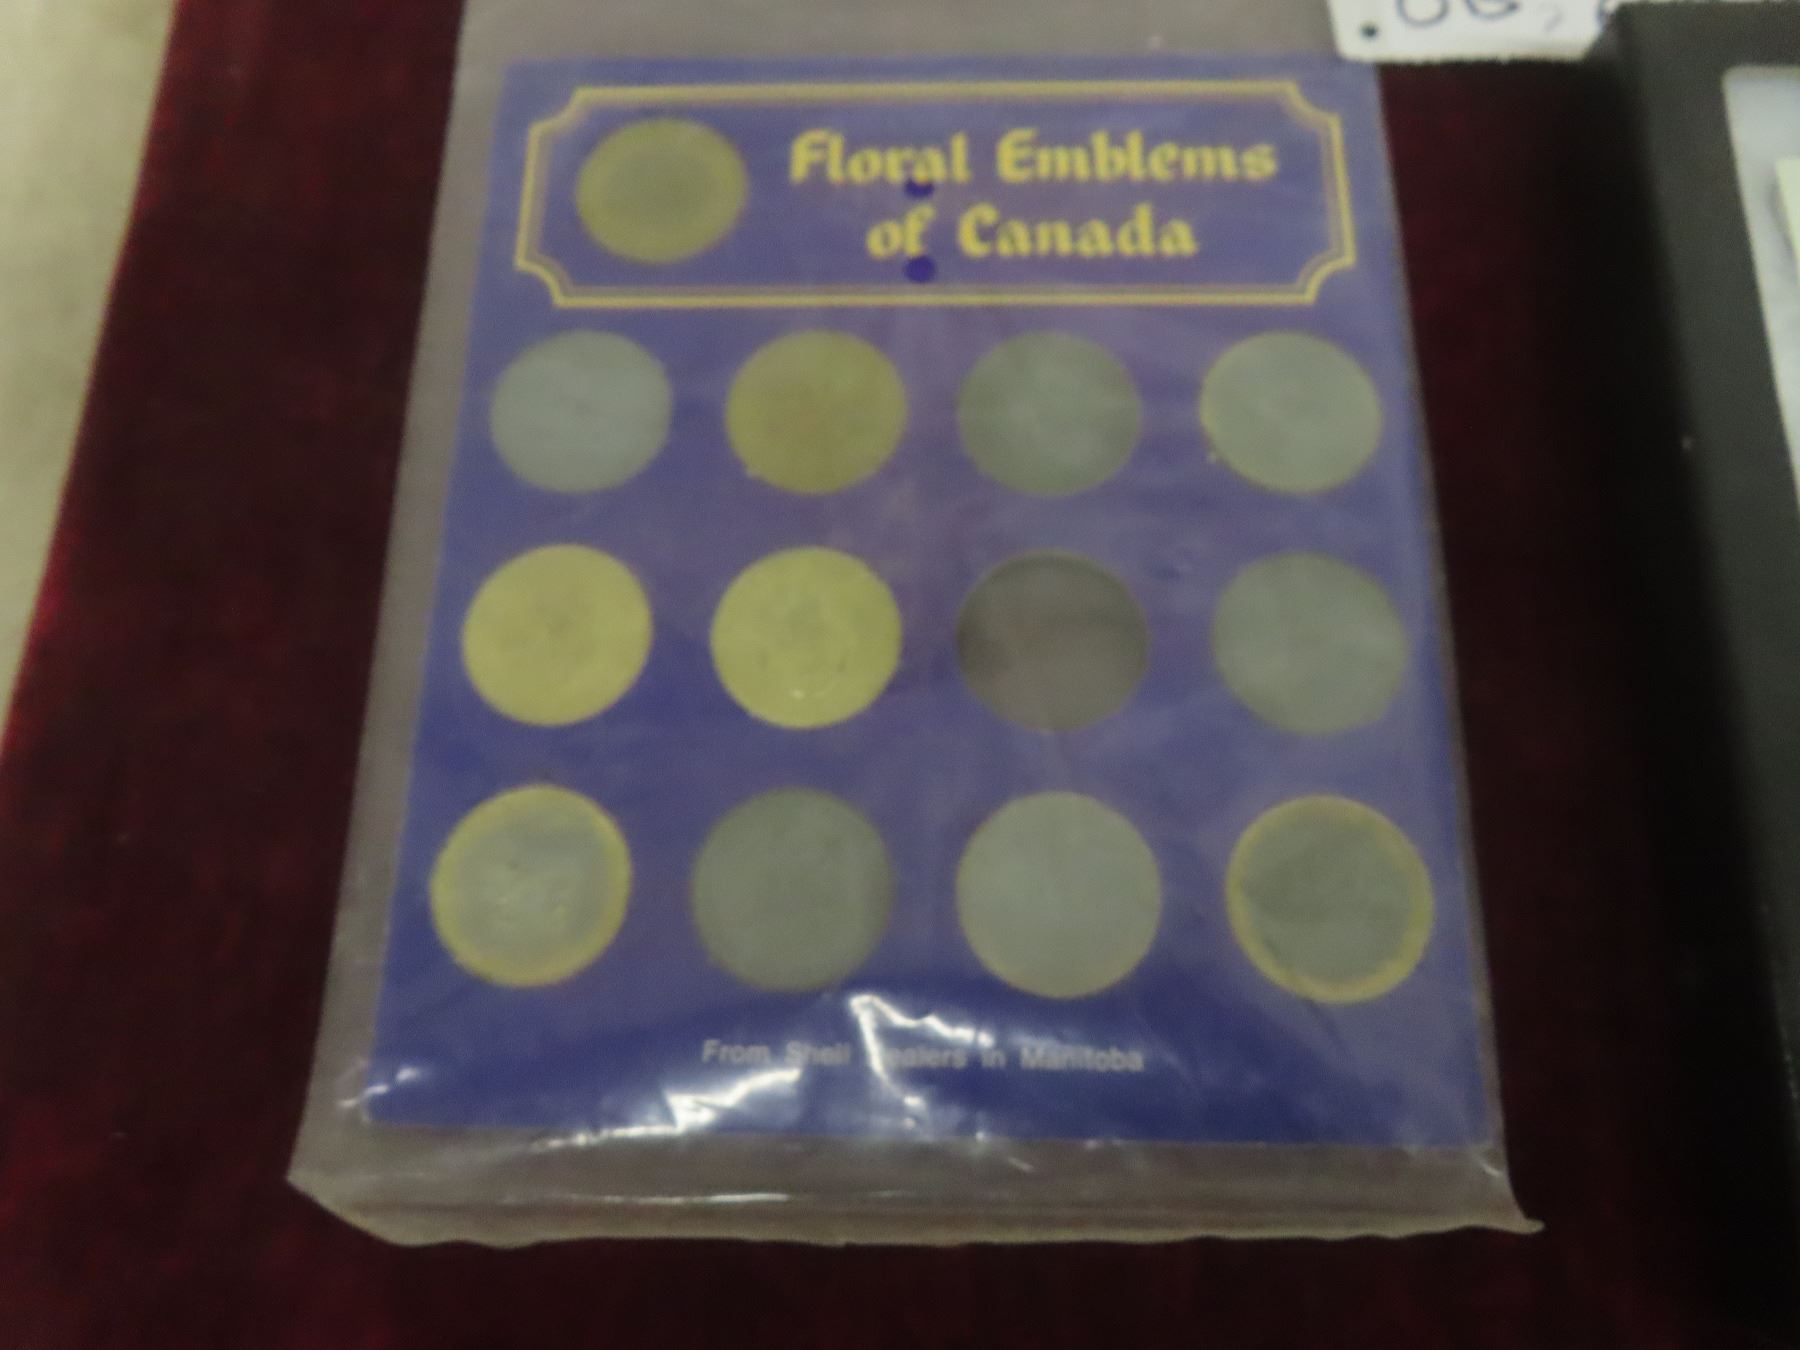 Floral Emblems
of Canada
From Shell Dealers in Manitoba